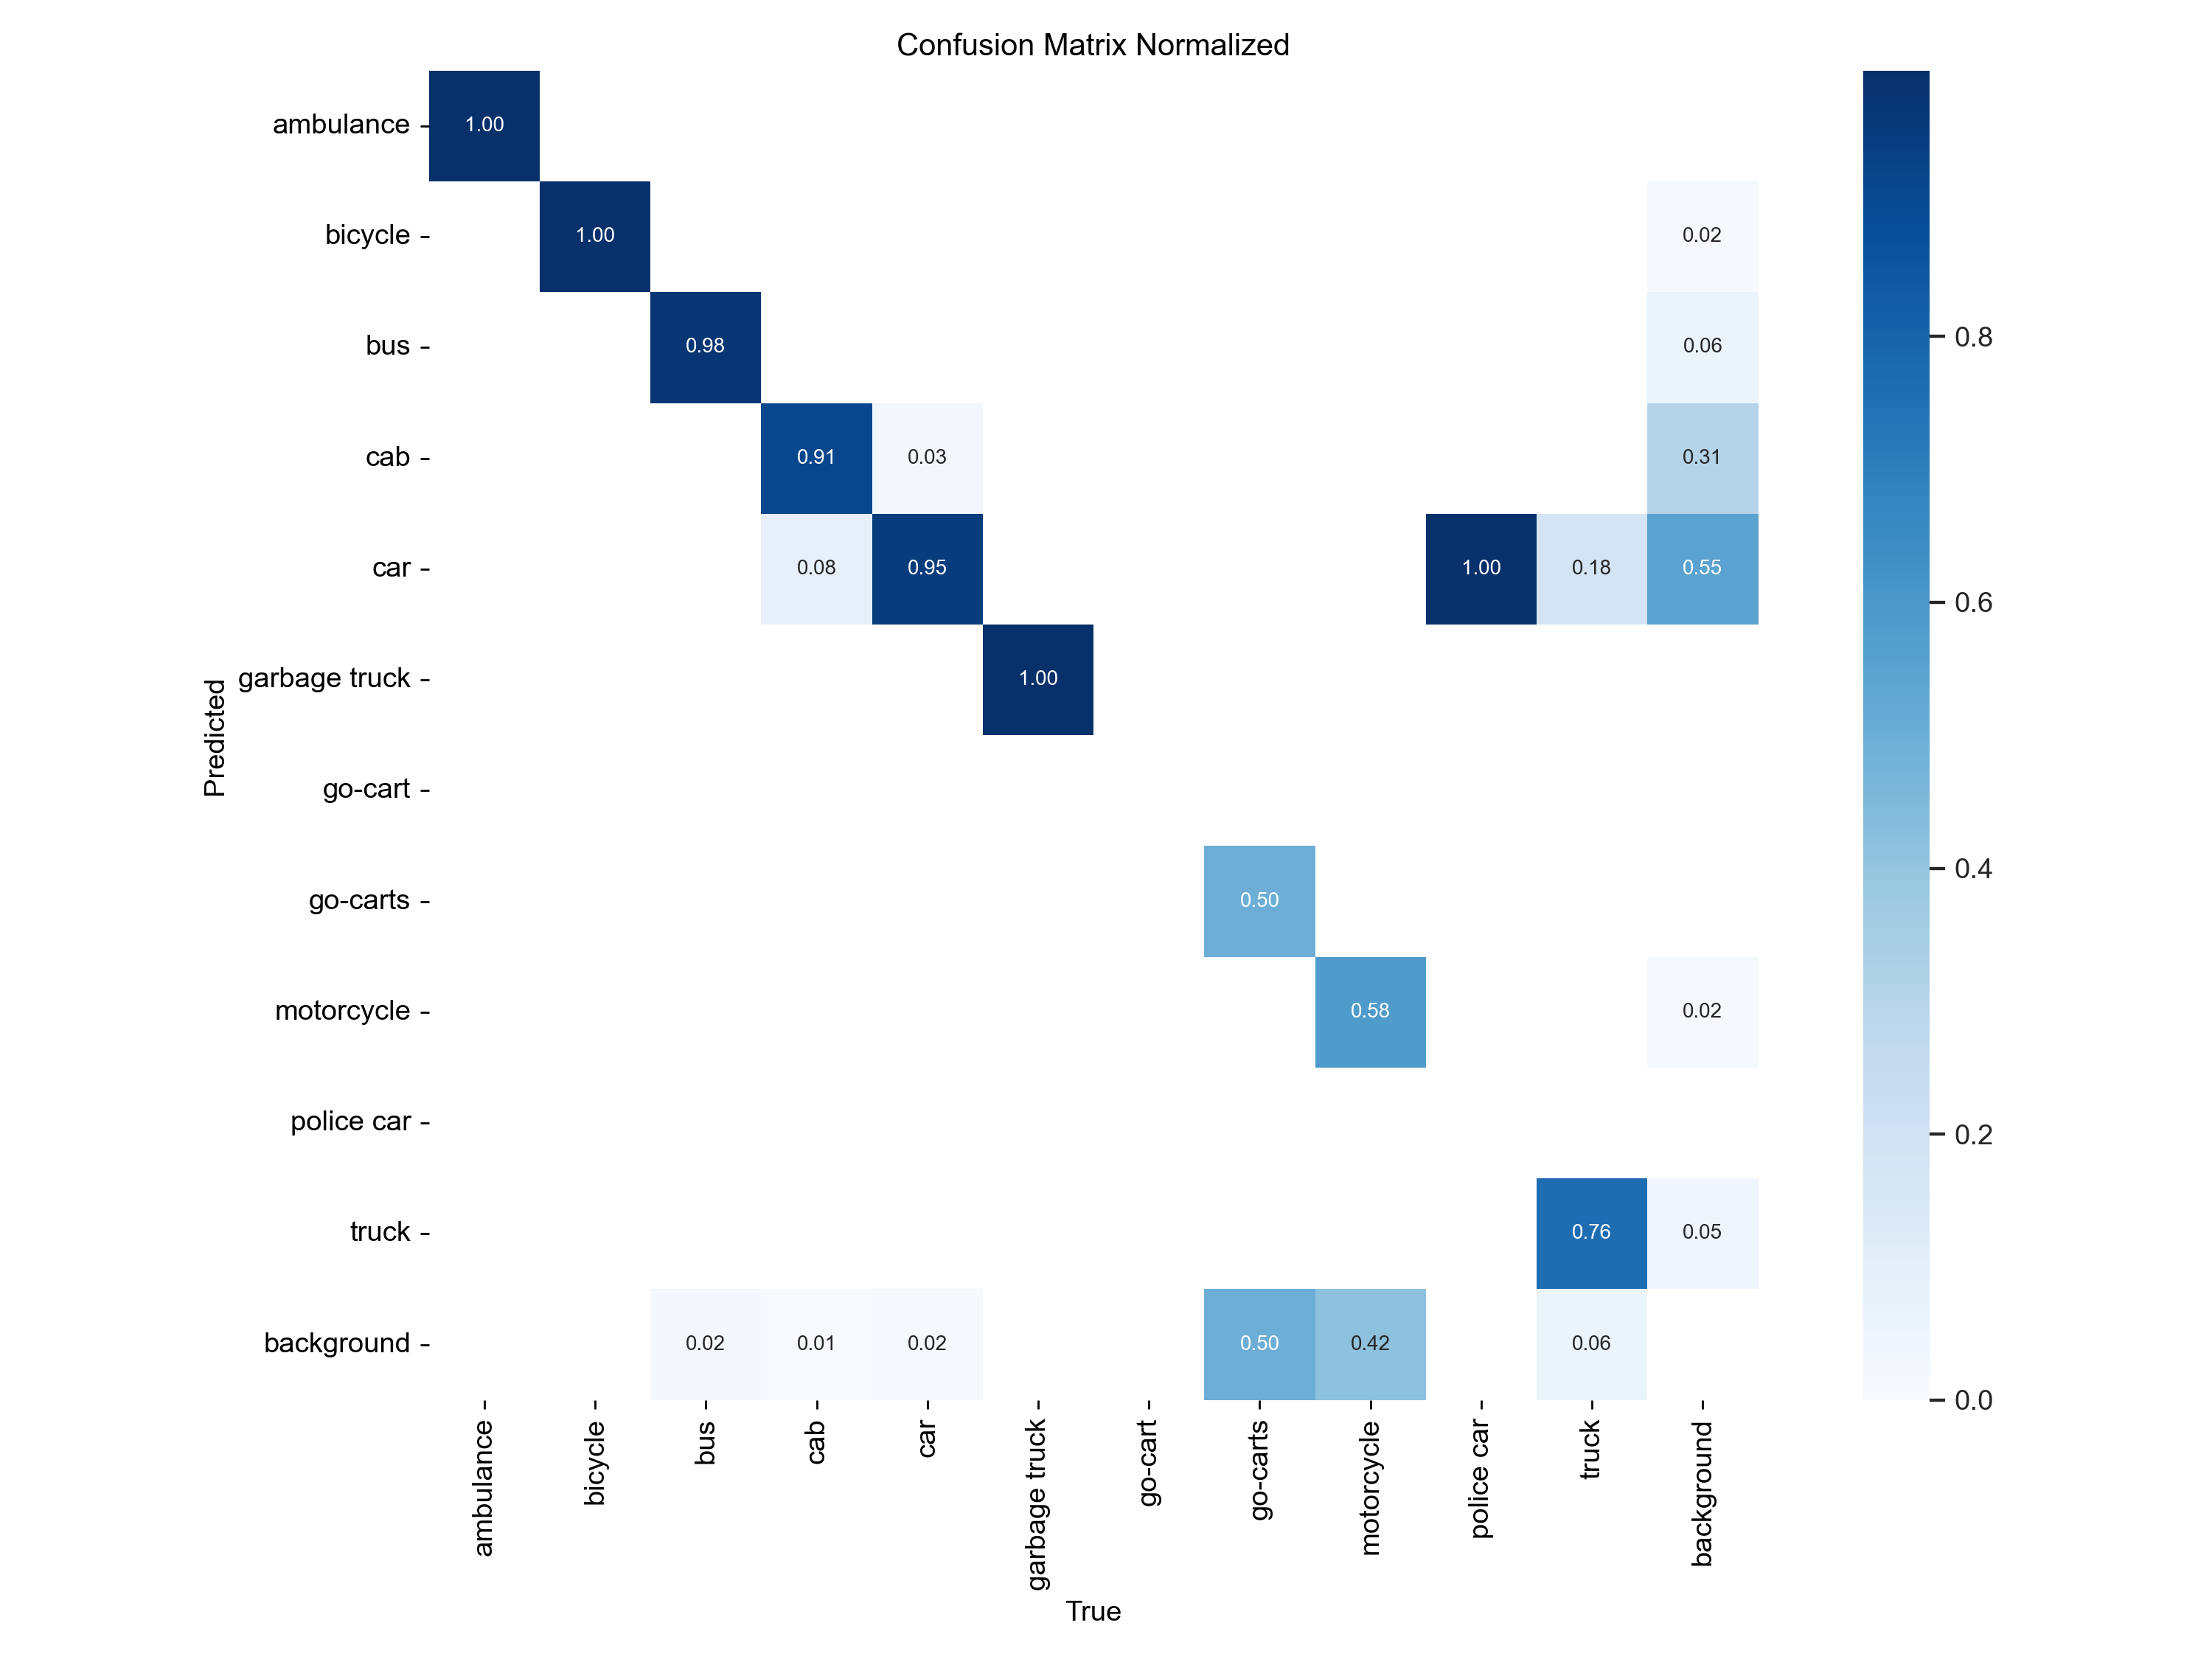 Confusion Matrix Normalized
ambulance
1.00
bicycle
1.00
0.02
bus
0.98
0.06
0.8
cab
0.91
0.03
0.31
car
0.08
0.95
1.00
0.18
0.55
0.6
garbage truck
1.00
Predicted
go-cart
0.4
go-carts
0.50
motorcycle
0.58
0.02
police car
0.2
truck
0.76
0.05
background
0.02
0.01
0.02
0.50
0.42
0.06
0.0
ambulance
bicycle
bus
cab
car
garbage truck
go-cart
go-carts
motorcycle
police car
truck
background
True